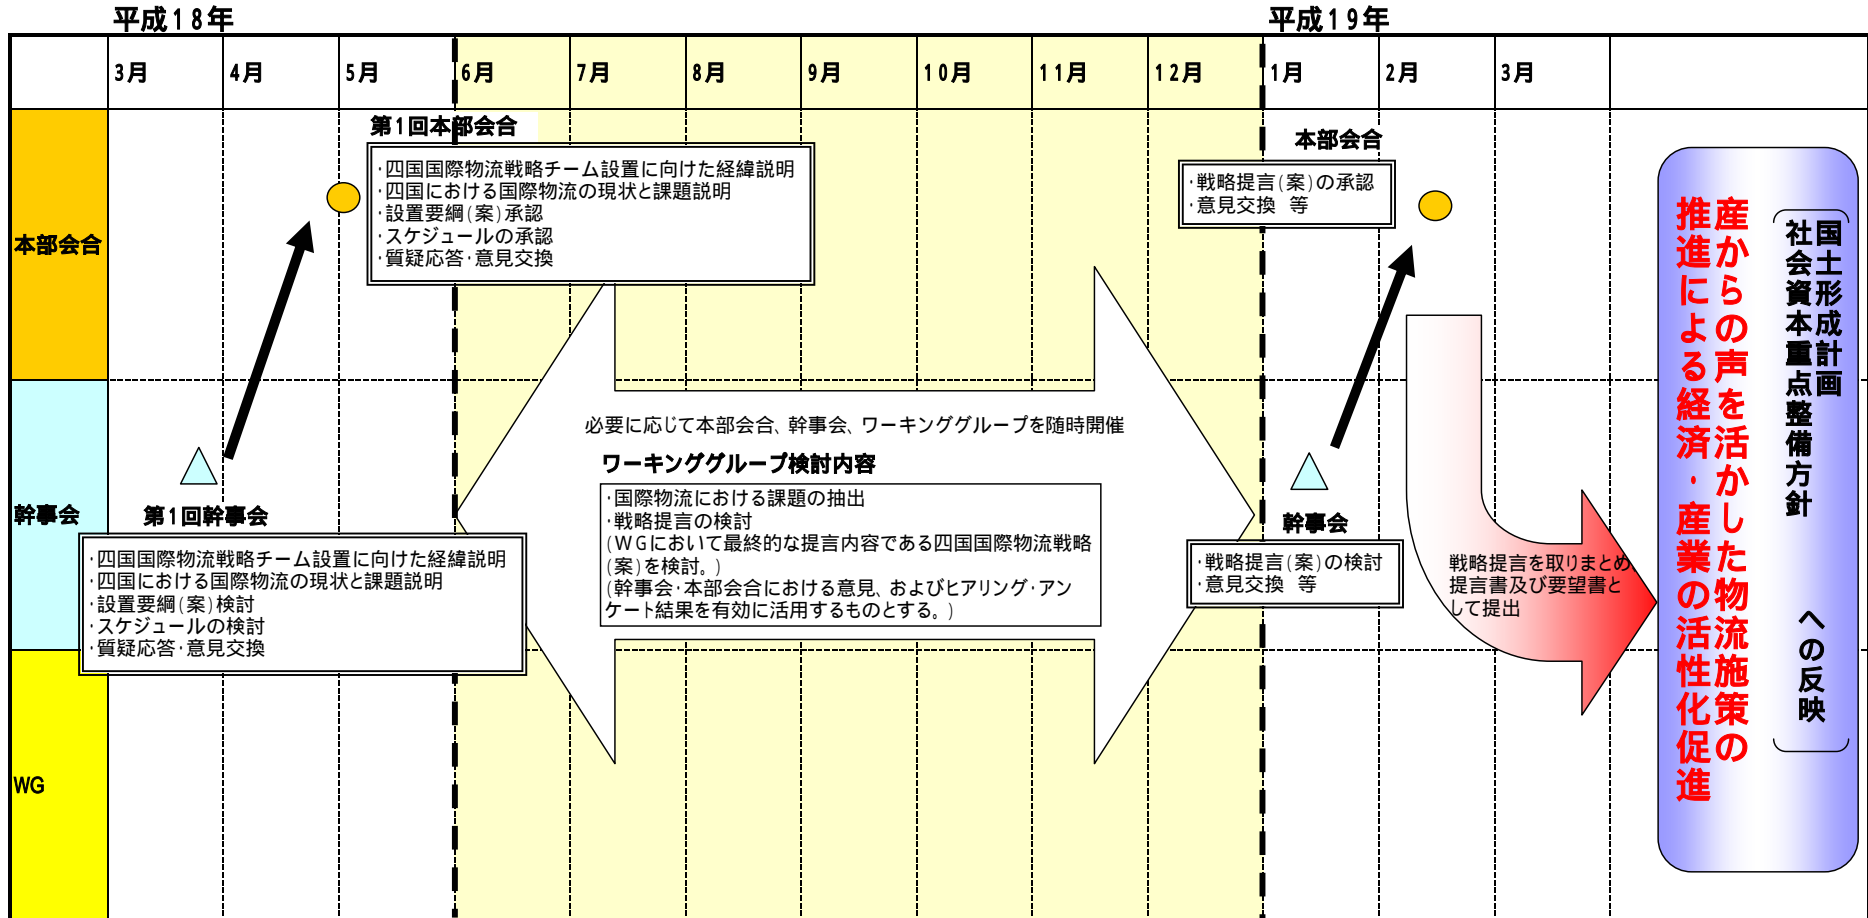 平成18年
平成19年
3月
4月
5月
6月
7月
8月
9月
10月
11月
12月
1月
2月
3月
本部会合
第1回本部会合
・四国国際物流戦略チーム設置に向けた経緯説明
・四国における国際物流の現状と課題説明
・設置要綱(案)承認
・スケジュールの承認
・質疑応答・意見交換
本部会合
・戦略提言(案)の承認
・意見交換 等
幹事会
第1回幹事会
・四国国際物流戦略チーム設置に向けた経緯説明
・四国における国際物流の現状と課題説明
・設置要綱(案)検討
・スケジュールの検討
・質疑応答・意見交換
必要に応じて本部会合、幹事会、ワーキンググループを随時開催
ワーキンググループ検討内容
・国際物流における課題の抽出
・戦略提言の検討
(WGにおいて最終的な提言内容である四国国際物流戦略
(案)を検討。)
(幹事会・本部会合における意見、およびヒアリング・アン
ケート結果を有効に活用するものとする。)
幹事会
・戦略提言(案)の検討
・意見交換 等
戦略提言を取りまとめ、
提言書及び要望書と
して提出
WG
国土形成計画
社会資本重点整備方針
への反映
産からの声を活かした物流施策の
推進による経済・産業の活性化促進